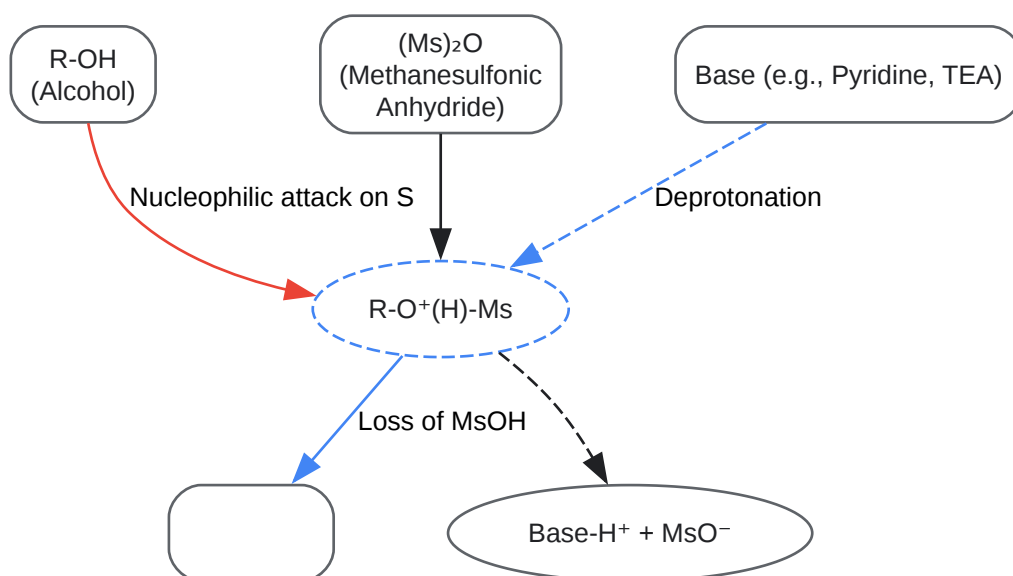 R-OH
(Alcohol)
(Ms)₂O
(Methanesulfonic
Anhydride)
Base (e.g., Pyridine, TEA)
Nucleophilic attack on S
Deprotonation
R-O⁺(H)-Ms
Loss of MsOH
Base-H⁺ + MsO⁻